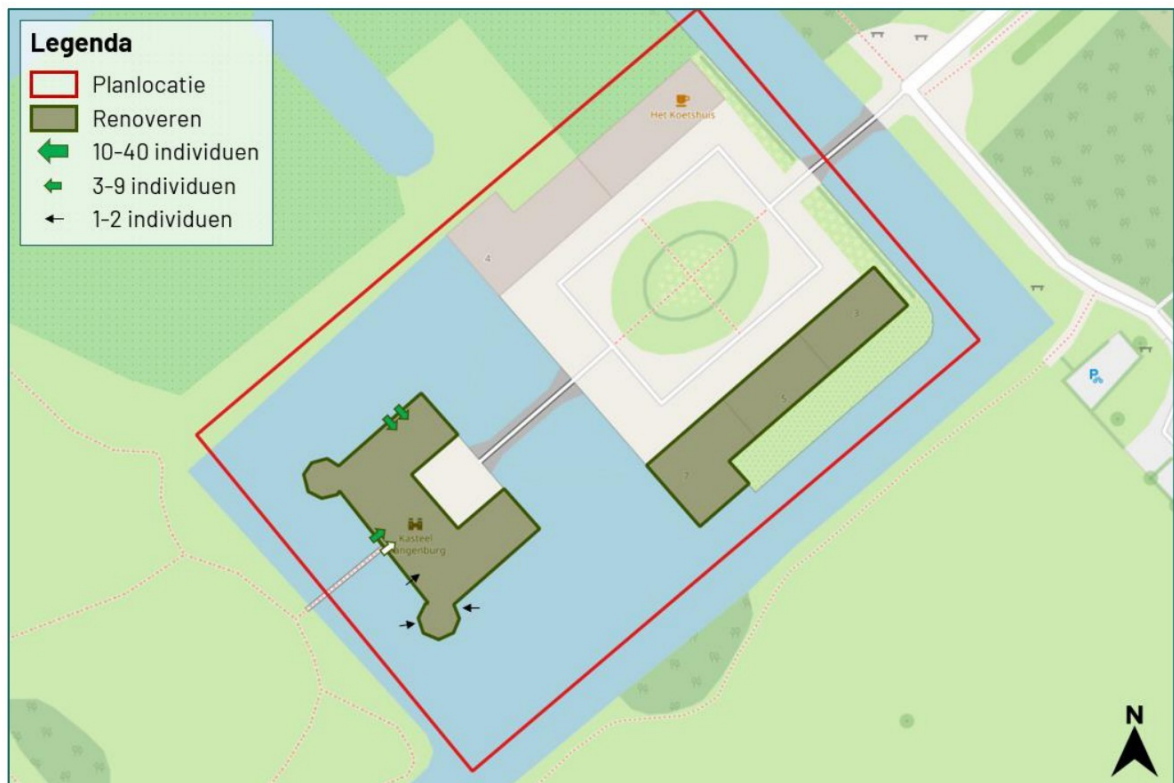 Legenda
Planlocatie
Renoveren
10-40 individuen
3-9 individuen
1-2 individuen
Het Koetshuis
4
3
5
7
P
Kasteel
angenburg
N